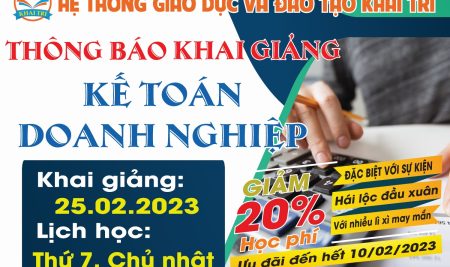 HỆ THỐNG GIÁO DỤC VÀ ĐÀO TẠO KHAI TRÍ
KHAI TRÍ
THÔNG BÁO KHAI GIẢNG
KẾ TOÁN
DOANH NGHIỆP
Khai giảng:
25.02.2023
Lịch học:
Thứ 7, Chủ nhật
GIẢM
20%
Học phí
ĐẶC BIỆT VỚI SỰ KIỆN
Hái lộc đầu xuân
Với nhiều lì xì may mắn
Ưu đãi đến hết 10/02/2023